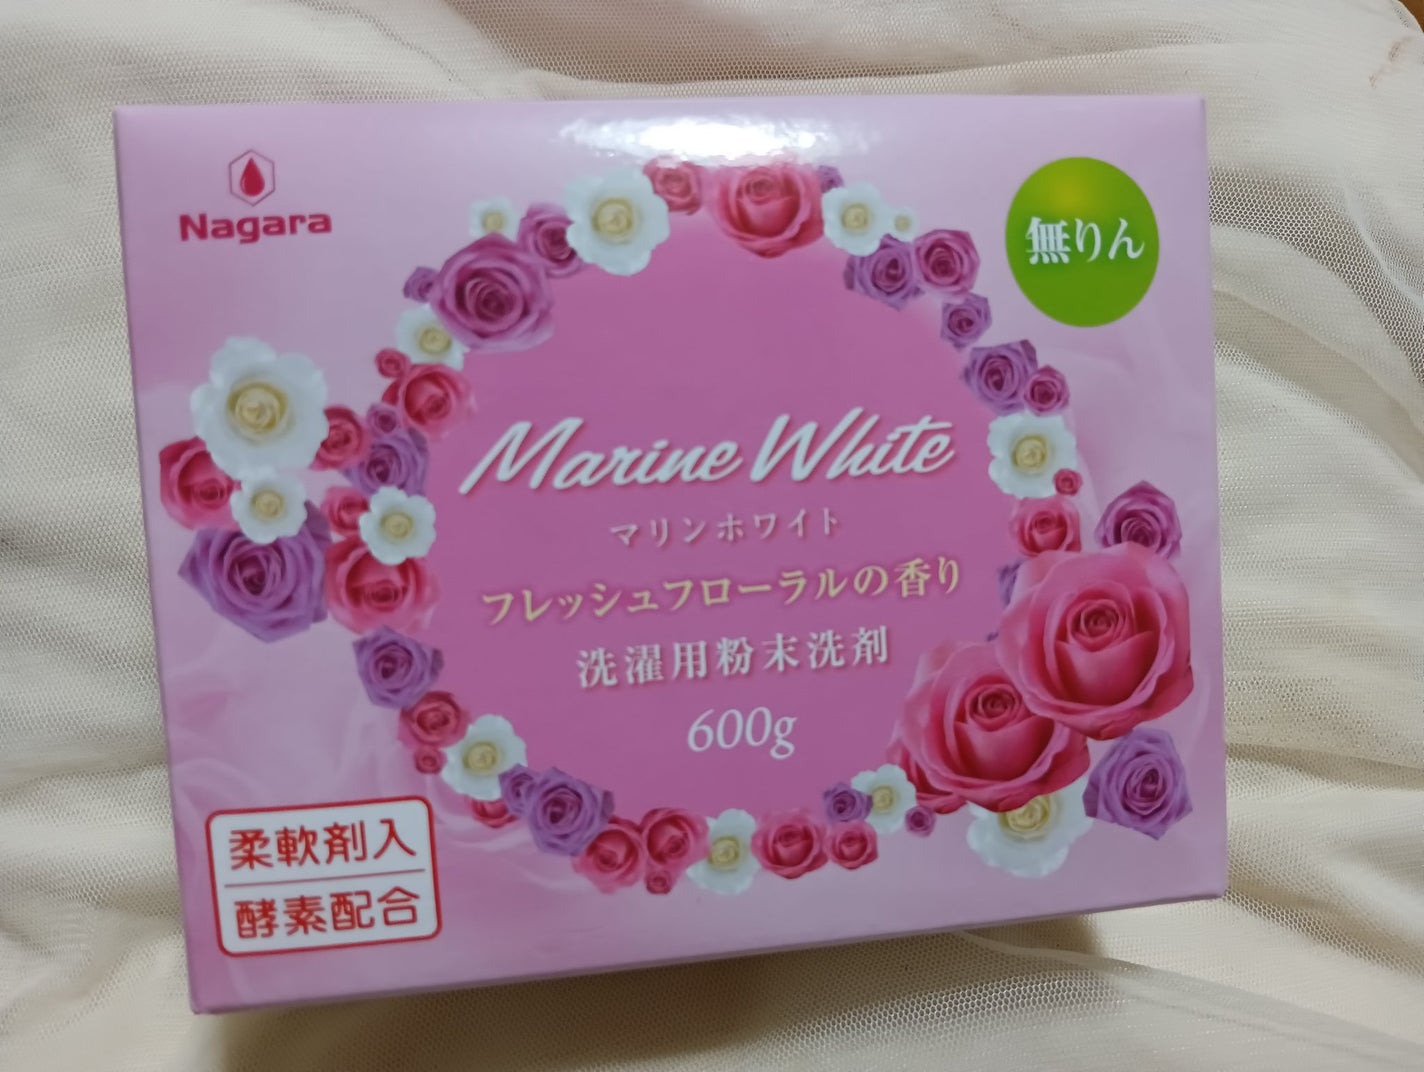 Nagara
無りん
Marine White
マリンホワイト
フレッシュフローラルの香り
洗濯用粉末洗剤
600g
柔軟剤入
酵素配合